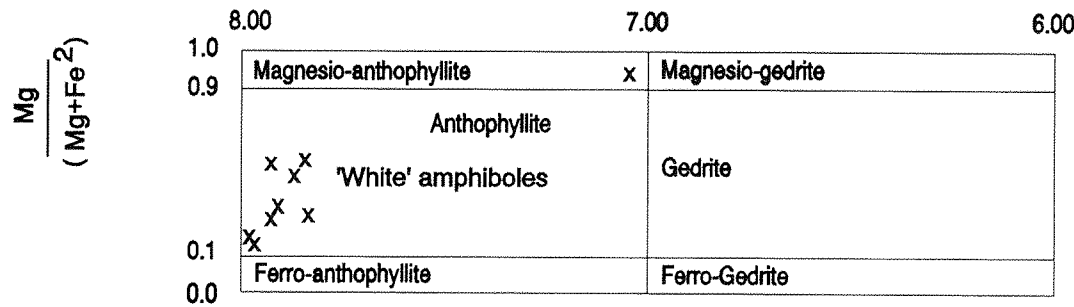 8.00 7.00 6.00
Mg
( Mg+Fe2)
1.0
Magnesio-anthophyllite x Magnesio-gedrite
0.9
Anthophyllite
x x
x 'White' amphiboles Gedrite
x
x x
x
x
0.1
Ferro-anthophyllite Ferro-Gedrite
0.0